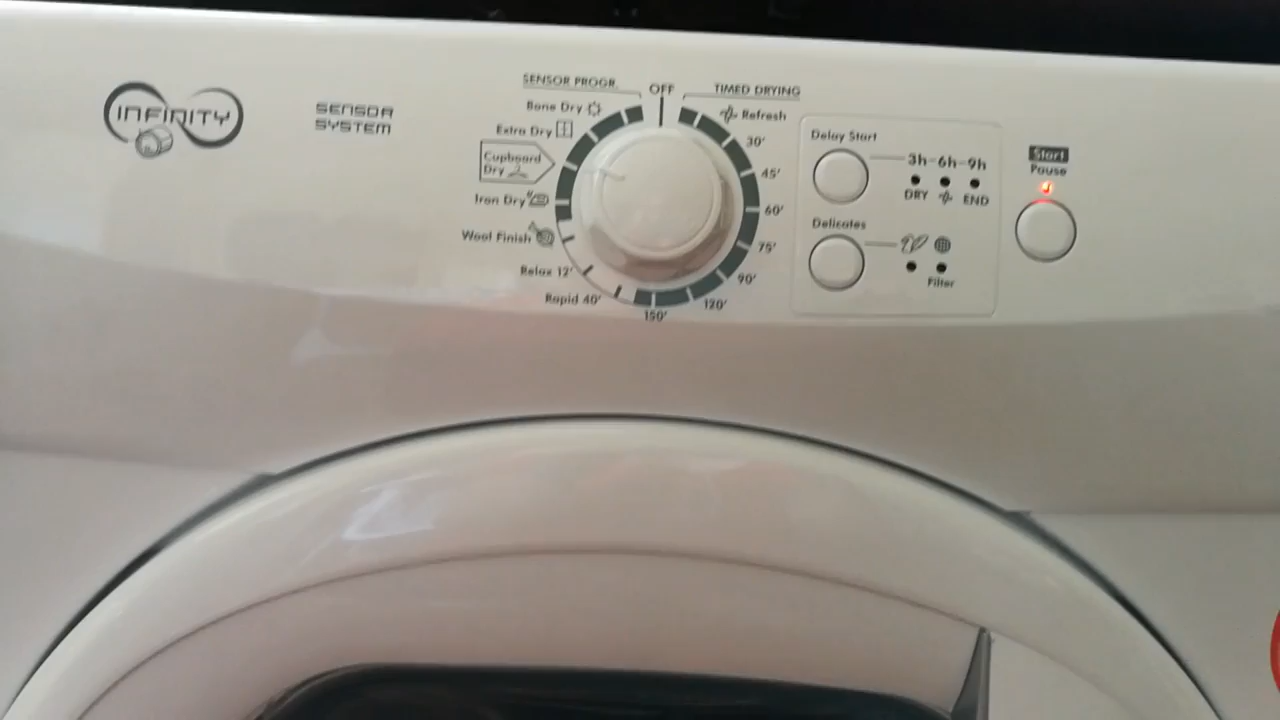 INFINITY
SENSOR
SYSTEM
SENSOR PROGR.
OFF
TIMED DRYING
Bone Dry
Extra Dry
Cupboard
Dry
Iron Dry
Wool Finish
Relax 12'
Rapid 40'
Refresh
30'
45'
60'
75'
90'
120'
150'
Delay Start
3h-6h-9h
DRY END
Delicates
Filter
Start
Pause